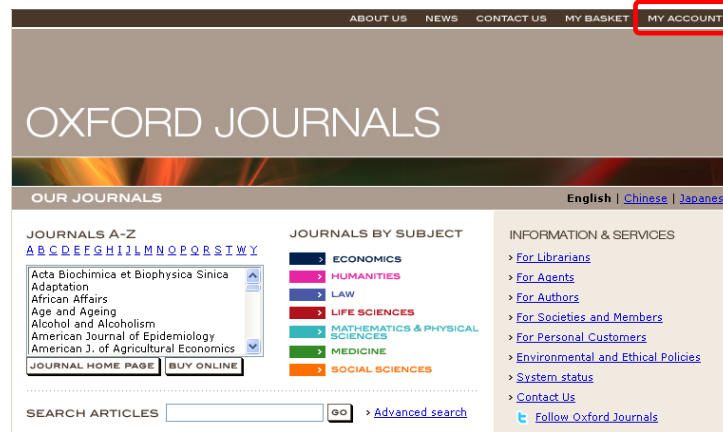 ABOUT US NEWS CONTACT US MY BASKET MY ACCOUNT
OXFORD JOURNALS
OUR JOURNALS
English | Chinese | Japanes
JOURNALS A-Z
A B C D E F G H I J L M N O P Q R S T W Y
Acta Biochimica et Biophysica Sinica
Adaptation
African Affairs
Age and Ageing
Alcohol and Alcoholism
American Journal of Epidemiology
American J. of Agricultural Economics
JOURNAL HOME PAGE BUY ONLINE
JOURNALS BY SUBJECT
ECONOMICS
HUMANITIES
LAW
LIFE SCIENCES
MATHEMATICS & PHYSICAL
SCIENCES
MEDICINE
SOCIAL SCIENCES
SEARCH ARTICLES GO > Advanced search
INFORMATION & SERVICES
> For Librarians
> For Agents
> For Authors
> For Societies and Members
> For Personal Customers
> Environmental and Ethical Policies
> System status
> Contact Us
Follow Oxford Journals